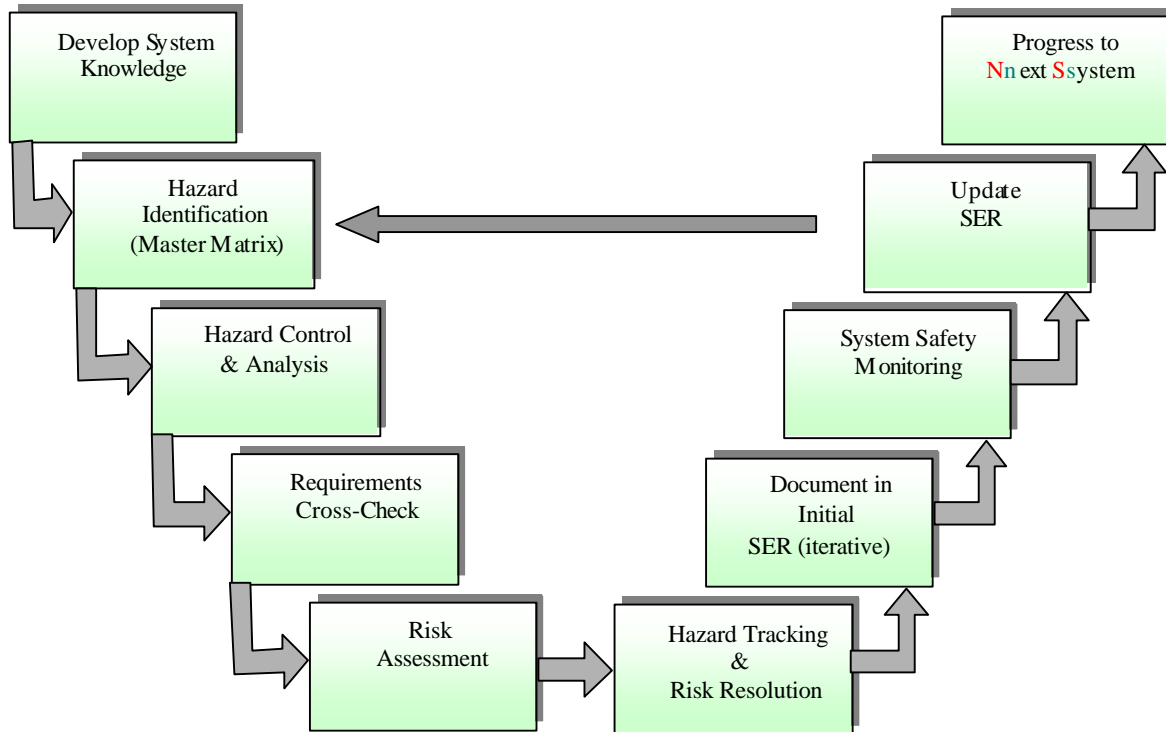 Develop System
Knowledge
Hazard
Identification
(Master Matrix)
Hazard Control
& Analysis
Requirements
Cross-Check
Risk
Assessment
Hazard Tracking
&
Risk Resolution
Document in
Initial
SER (iterative)
System Safety
Monitoring
Update
SER
Progress to
Nnext Ssystem